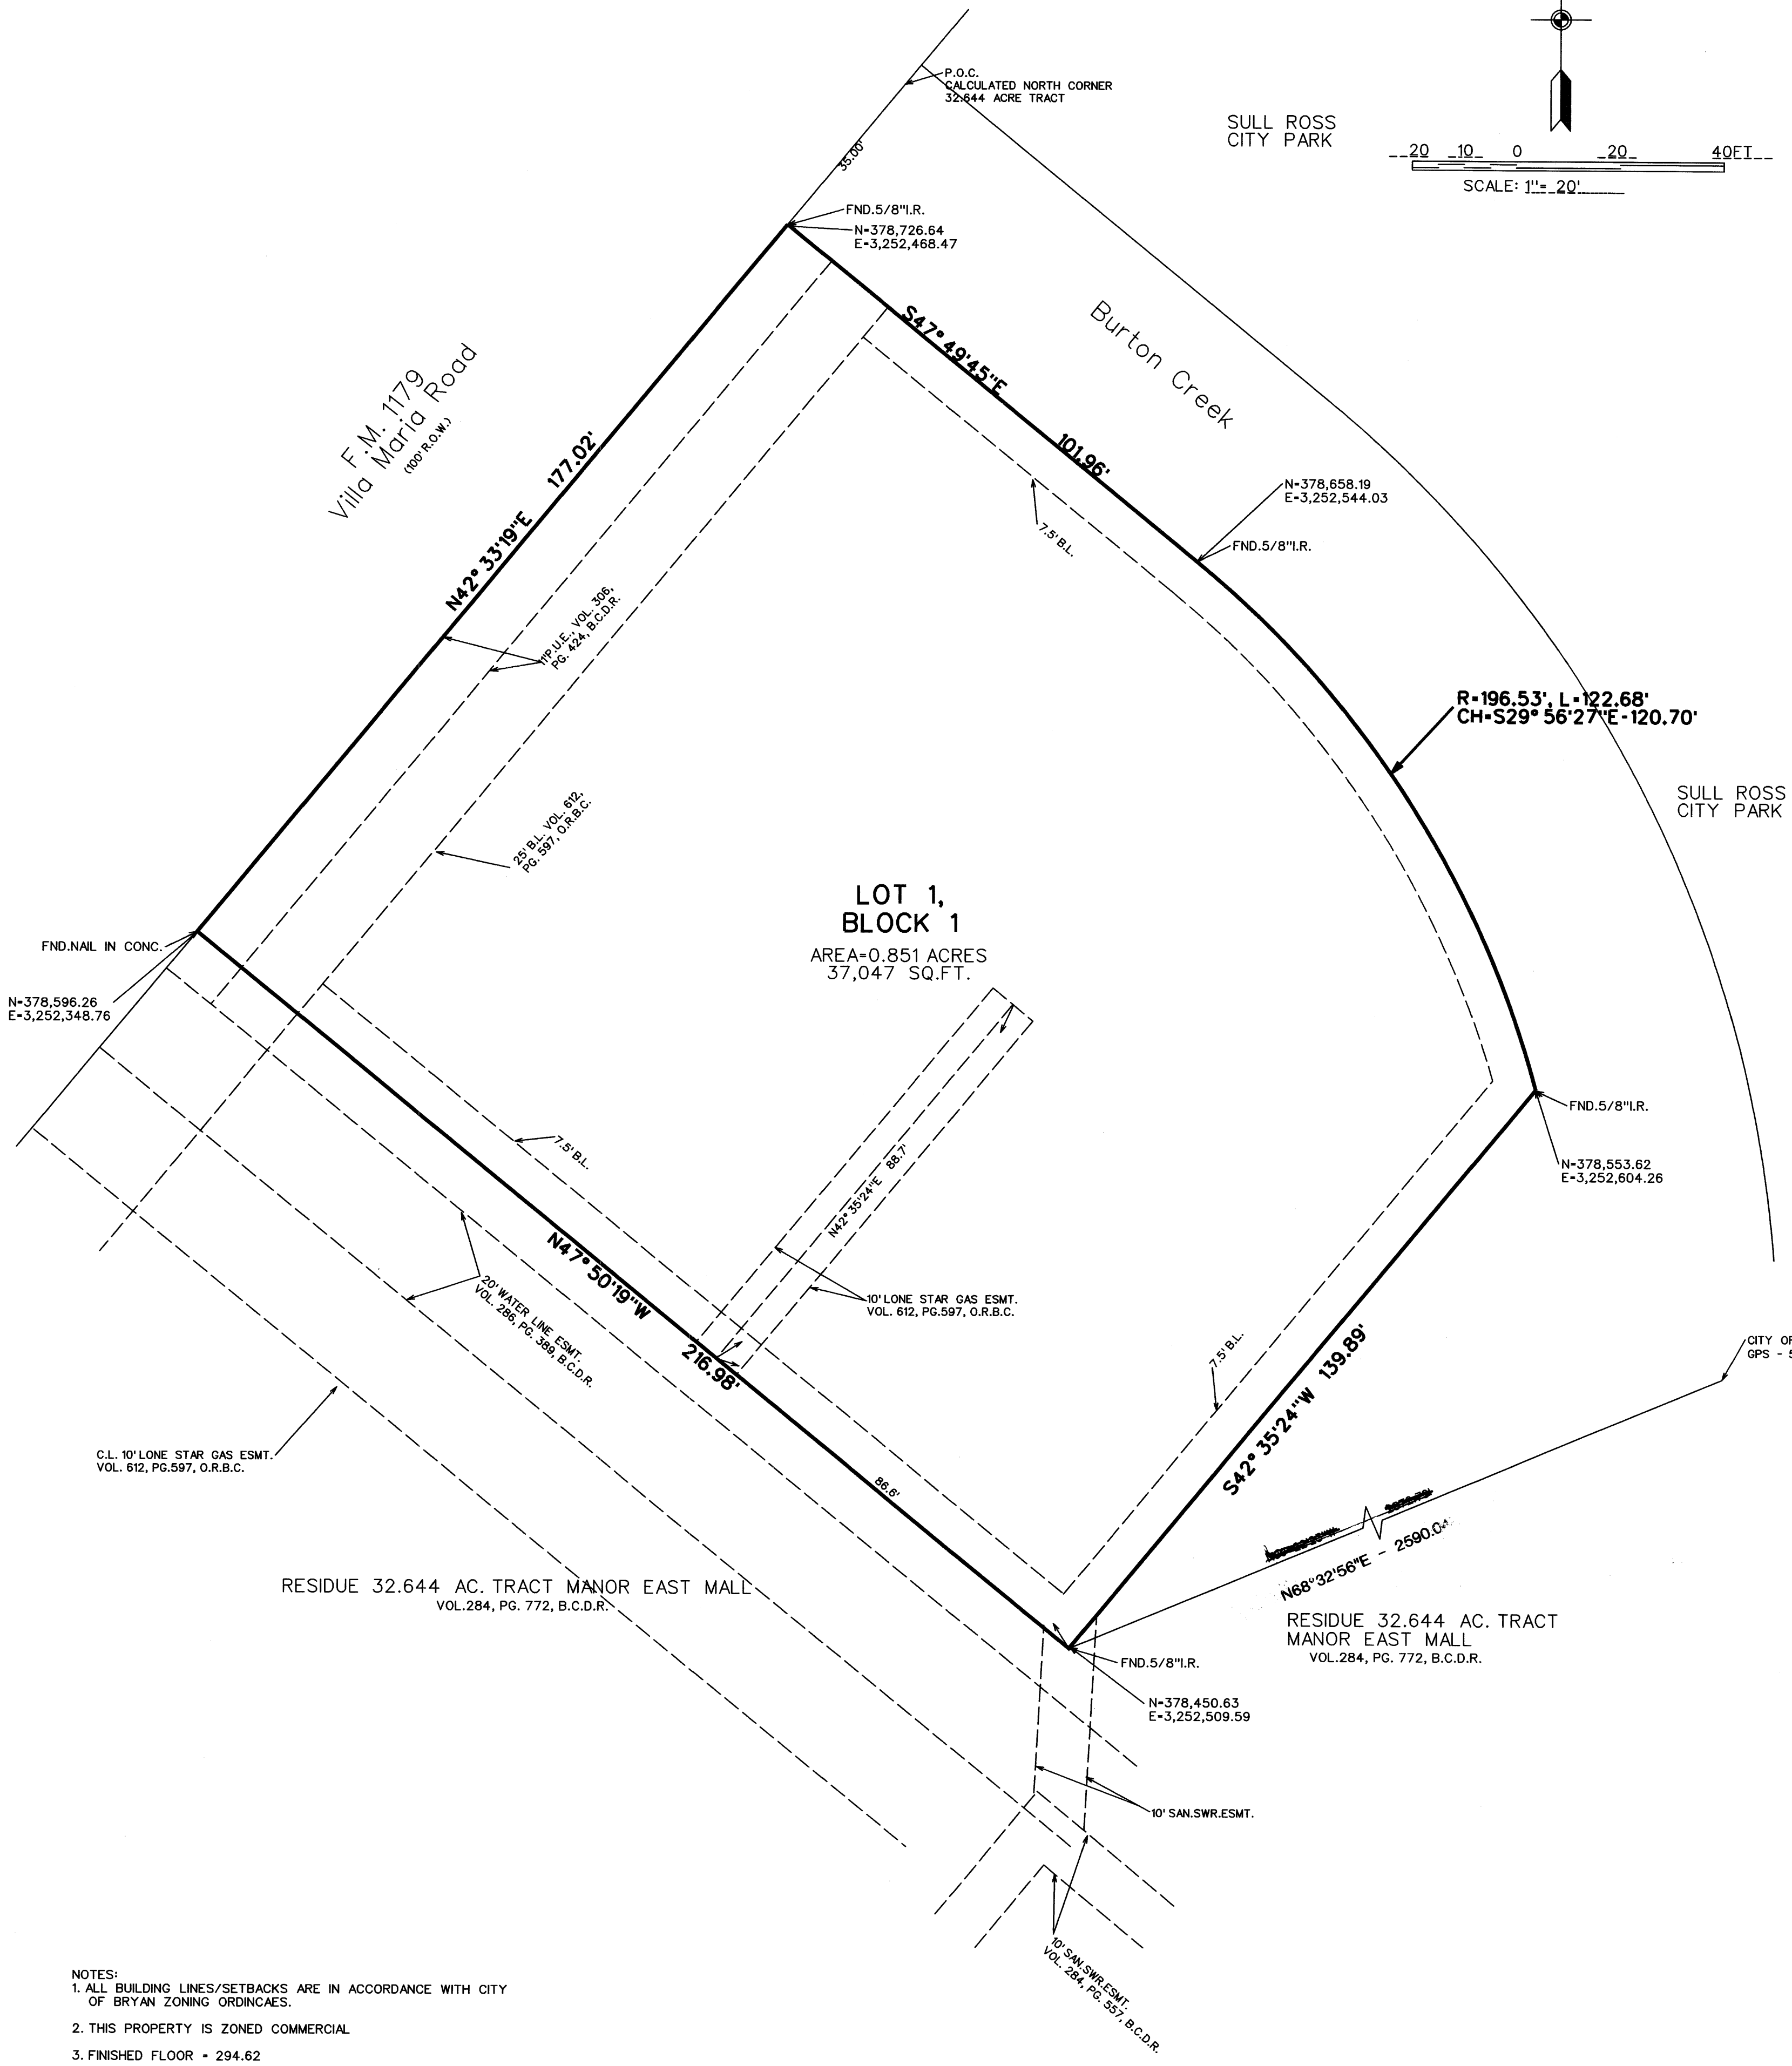 P.O.C.
CALCULATED NORTH CORNER
32.644 ACRE TRACT
SULL ROSS
CITY PARK
20 10 0 20 40FT
SCALE: 1"= 20'
35.00'
FND.5/8"I.R.
N=378,726.64
E=3,252,468.47
S47° 49'45"E
101.96'
Burton Creek
F.M. 1179
Villa Maria Road
(100' R.O.W.)
N42° 33'19"E 177.02'
N=378,658.19
E=3,252,544.03
FND.5/8"I.R.
7.5' B.L.
11'P.U.E., VOL. 306,
PG. 424, B.C.D.R.
R=196.53', L=122.68'
CH=S29° 56'27"E-120.70'
SULL ROSS
CITY PARK
25' B.L. VOL. 612,
PG. 597, O.R.B.C.
LOT 1,
BLOCK 1
AREA=0.851 ACRES
37,047 SQ.FT.
FND.NAIL IN CONC.
N=378,596.26
E=3,252,348.76
FND.5/8"I.R.
N=378,553.62
E=3,252,604.26
7.5' B.L.
N42° 35'24"E 88.7'
10' LONE STAR GAS ESMT.
VOL. 612, PG.597, O.R.B.C.
N47° 50'19"W
216.98'
20' WATER LINE ESMT.
VOL. 286, PG. 389, B.C.D.R.
7.5' B.L.
S42° 35'24"W 139.89'
CITY OF
GPS - 5
C.L. 10' LONE STAR GAS ESMT.
VOL. 612, PG.597, O.R.B.C.
86.6'
N68°32'56"E - 2590.04
RESIDUE 32.644 AC. TRACT MANOR EAST MALL
VOL.284, PG. 772, B.C.D.R.
RESIDUE 32.644 AC. TRACT
MANOR EAST MALL
VOL.284, PG. 772, B.C.D.R.
FND.5/8"I.R.
N=378,450.63
E=3,252,509.59
10' SAN.SWR.ESMT.
10' SAN.SWR.ESMT.
VOL. 284, PG. 557, B.C.D.R.
NOTES:
1. ALL BUILDING LINES/SETBACKS ARE IN ACCORDANCE WITH CITY
OF BRYAN ZONING ORDINCAES.
2. THIS PROPERTY IS ZONED COMMERCIAL
3. FINISHED FLOOR = 294.62